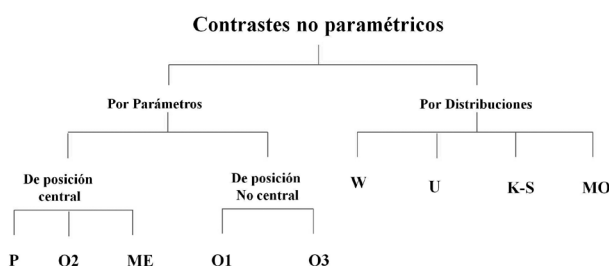 Contrastes no paramétricos
Por Parámetros
Por Distribuciones
De posición
central
De posición
No central
W
U
K-S
MO
P
O2
ME
O1
O3